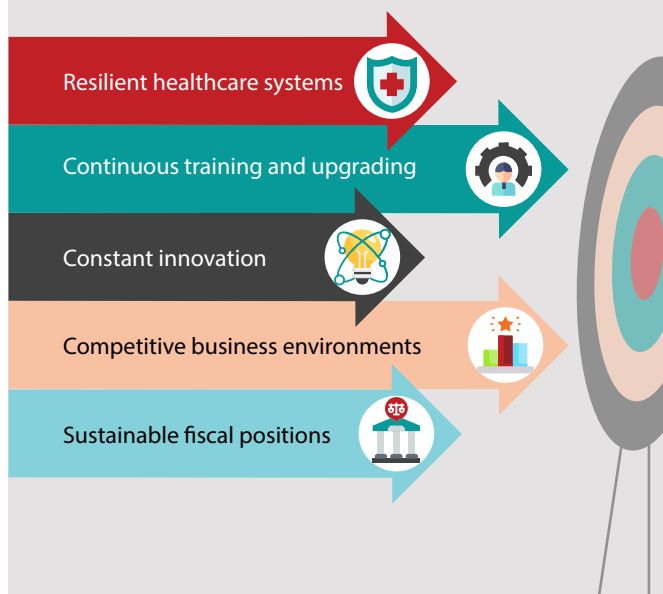 Resilient healthcare systems
Continuous training and upgrading
Constant innovation
Competitive business environments
Sustainable fiscal positions